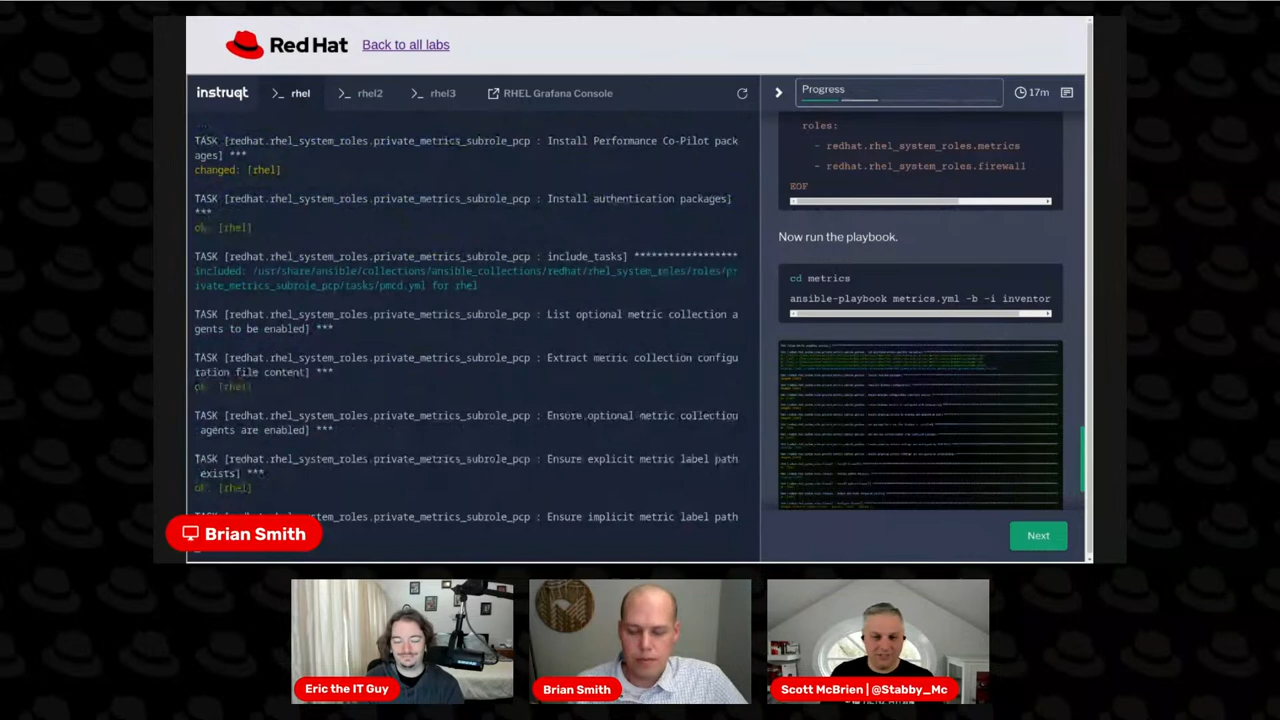 Red Hat
Back to all labs
instruqt
>_ rhel
>_ rhel2
>_ rhel3
RHEL Grafana Console
Progress
17m
TASK [redhat.rhel_system_roles.private_metrics_subrole_pcp : Install Performance Co-Pilot pack
ages] ***
changed: [rhel]
TASK [redhat.rhel_system_roles.private_metrics_subrole_pcp : Install authentication packages]
***
ok: [rhel]
TASK [redhat.rhel_system_roles.private_metrics_subrole_pcp : include_tasks] ******************
included: /usr/share/ansible/collections/ansible_collections/redhat/rhel_system_roles/roles/pr
ivate_metrics_subrole_pcp/tasks/pmcd.yml for rhel
TASK [redhat.rhel_system_roles.private_metrics_subrole_pcp : List optional metric collection a
gents to be enabled] ***
TASK [redhat.rhel_system_roles.private_metrics_subrole_pcp : Extract metric collection configu
ration file content] ***
ok: [rhel]
TASK [redhat.rhel_system_roles.private_metrics_subrole_pcp : Ensure optional metric collection
agents are enabled] ***
TASK [redhat.rhel_system_roles.private_metrics_subrole_pcp : Ensure explicit metric label path
exists] ***
ok: [rhel]
m_roles.private_metrics_subrole_pcp : Ensure implicit metric label path
roles:
- redhat.rhel_system_roles.metrics
- redhat.rhel_system_roles.firewall
EOF
Now run the playbook.
cd metrics
ansible-playbook metrics.yml -b -i inventor
Next
Brian Smith
Eric the IT Guy
Brian Smith
Scott McBrien | @Stabby_Mc